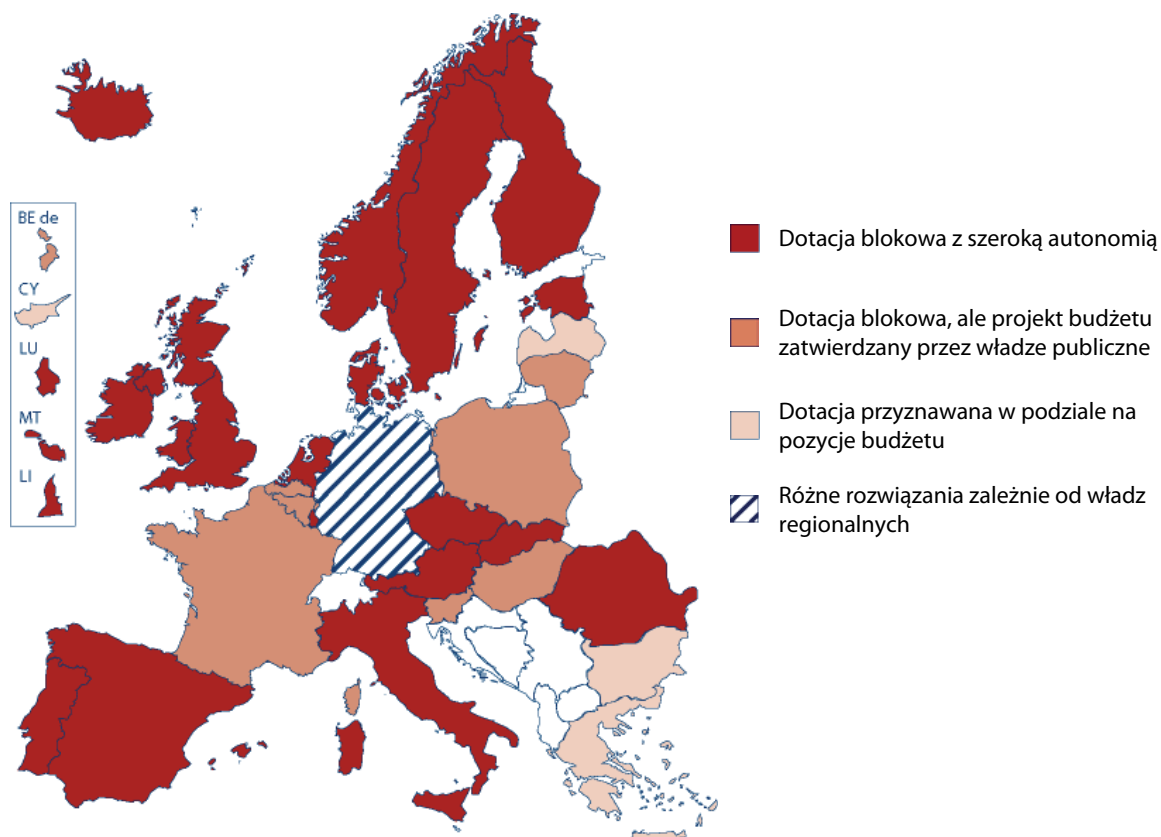 BE de
CY
LU
MT
LI
Dotacja blokowa z szeroką autonomią
Dotacja blokowa, ale projekt budżetu
zatwierdzany przez władze publiczne
Dotacja przyznawana w podziale na
pozycje budżetu
Różne rozwiązania zależnie od władz
regionalnych